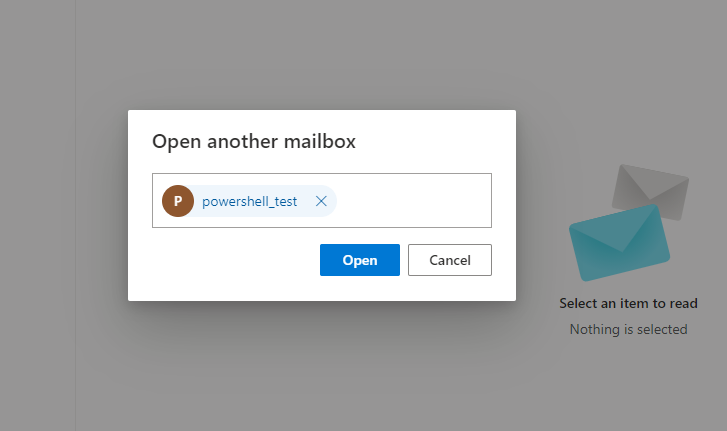 Open another mailbox
P powershell_test
Open Cancel
Select an item to read
Nothing is selected